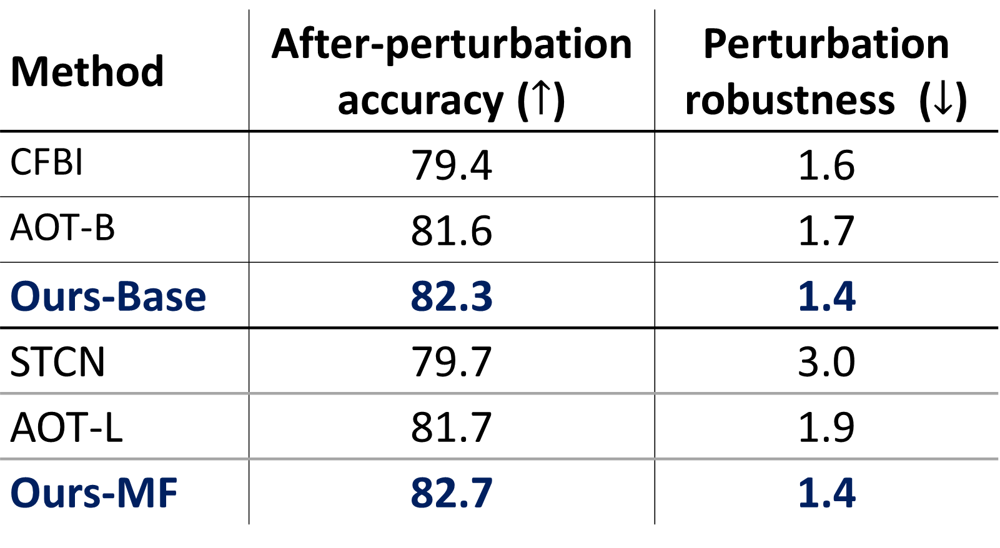 Method After-perturbation accuracy (↑) Perturbation robustness (↓)
CFBI 79.4 1.6
AOT-B 81.6 1.7
Ours-Base 82.3 1.4
STCN 79.7 3.0
AOT-L 81.7 1.9
Ours-MF 82.7 1.4